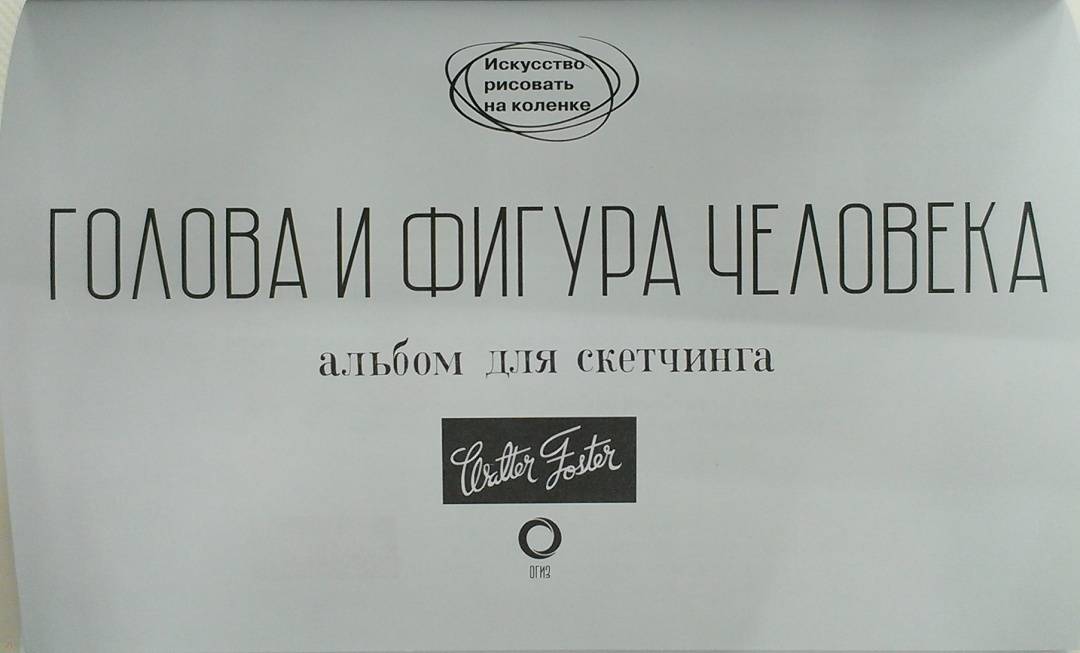 Искусство
рисовать
на коленке
ГОЛОВА И ФИГУРА ЧЕЛОВЕКА
альбом для скетчинга
Walter Foster
ОГИЗ